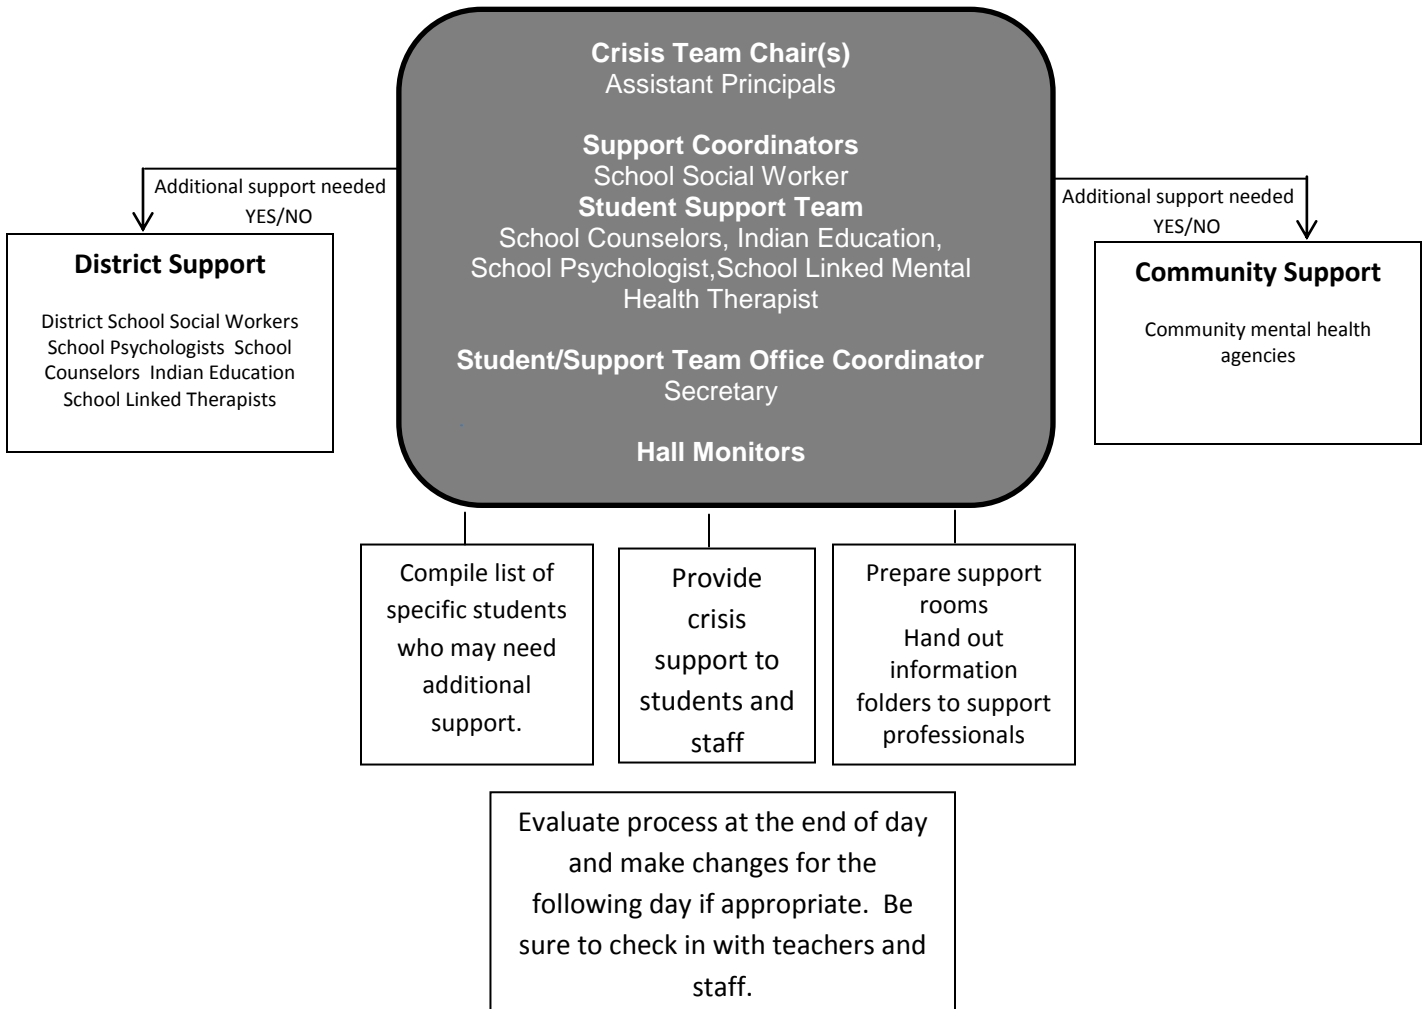 Crisis Team Chair(s)
Assistant Principals
Support Coordinators
School Social Worker
Student Support Team
School Counselors, Indian Education,
School Psychologist,School Linked Mental
Health Therapist
Student/Support Team Office Coordinator
Secretary
Hall Monitors
Additional support needed
YES/NO
District Support
District School Social Workers
School Psychologists  School
Counselors  Indian Education
School Linked Therapists
Additional support needed
YES/NO
Community Support
Community mental health
agencies
Compile list of
specific students
who may need
additional
support.
Provide
crisis
support to
students and
staff
Prepare support
rooms
Hand out
information
folders to support
professionals
Evaluate process at the end of day
and make changes for the
following day if appropriate.  Be
sure to check in with teachers and
staff.